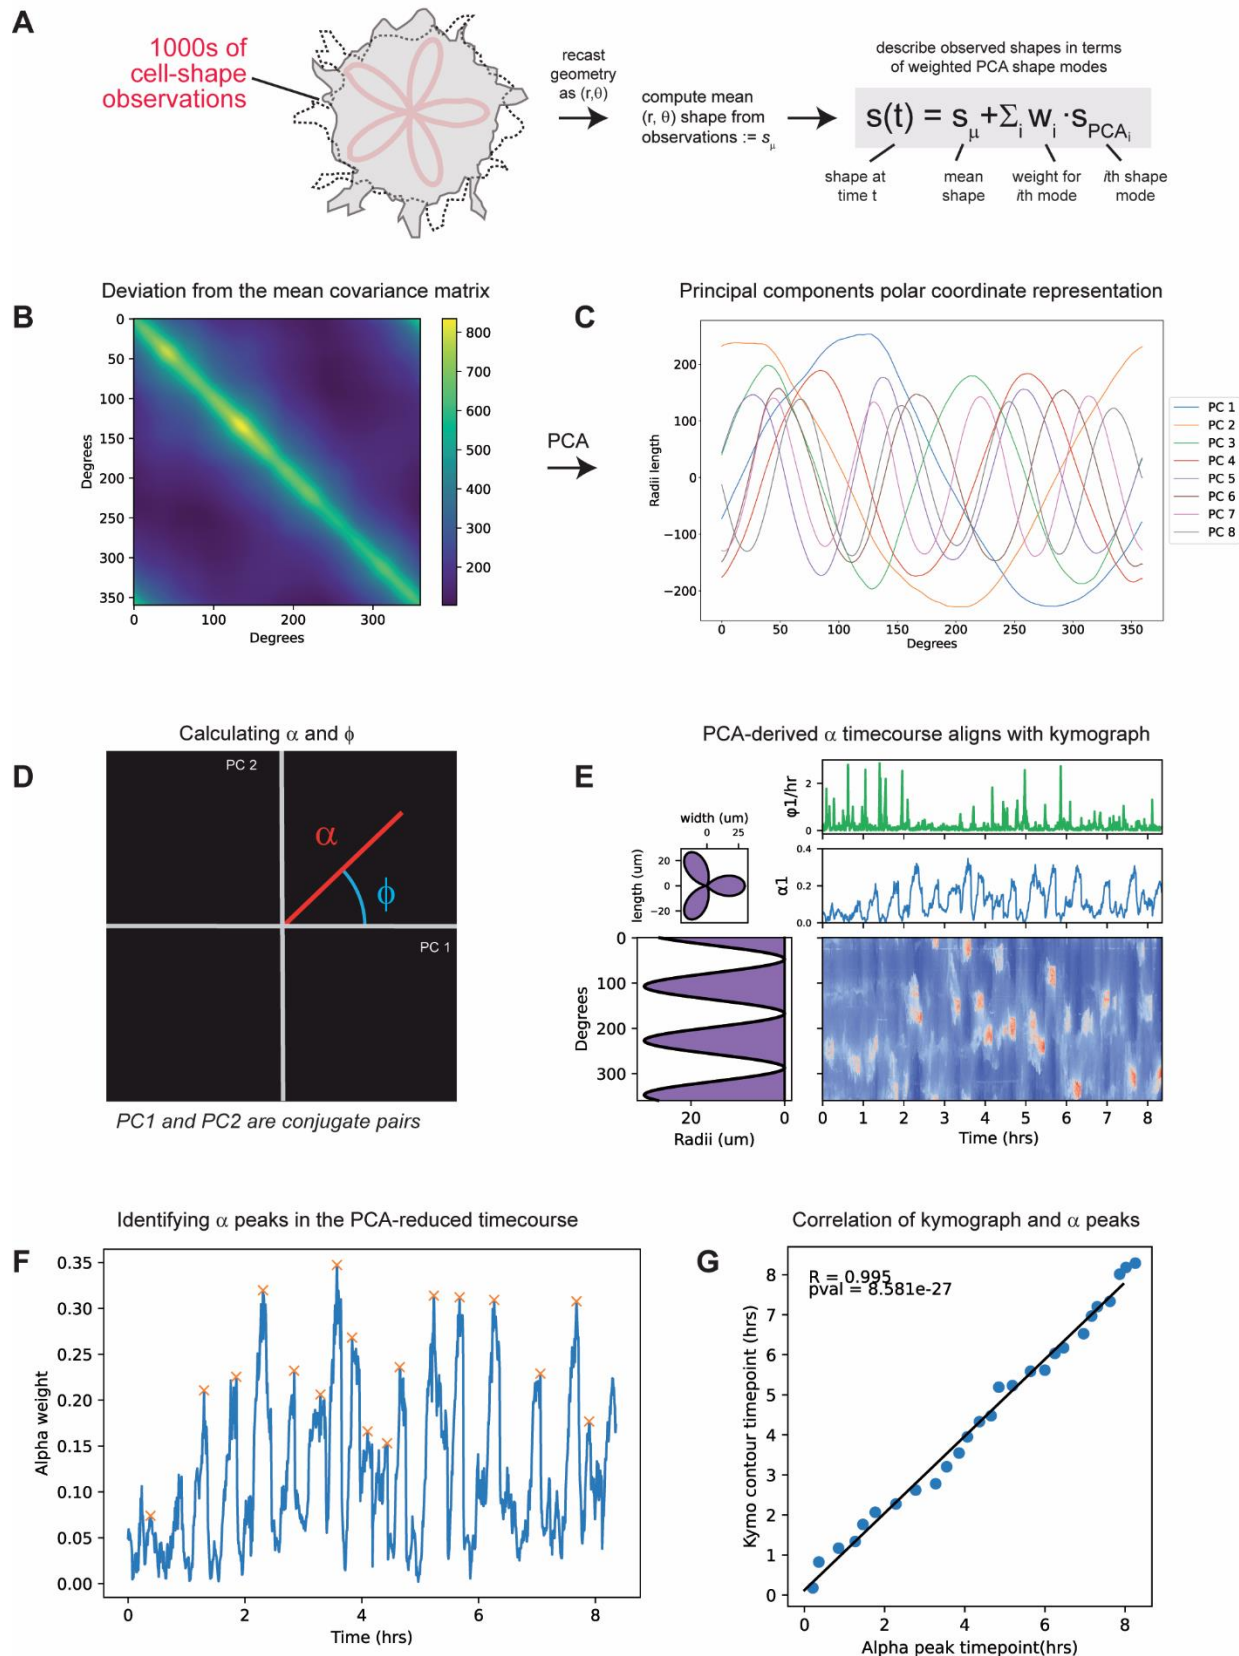 A
1000s of
cell-shape
observations
recast
geometry
as (r,θ)
compute mean
(r, θ) shape from
observations := sμ
describe observed shapes in terms
of weighted PCA shape modes
s(t) = sμ+Σi wi ·sPCAi
shape at
time t
mean
shape
weight for
ith mode
ith shape
mode
B
Deviation from the mean covariance matrix
0
50
100
150
200
250
300
350
Degrees
0
100
200
300
Degrees
800
700
600
500
400
300
200
PCA
C
Principal components polar coordinate representation
200
100
0
−100
−200
Radii length
0
50
100
150
200
250
300
350
Degrees
PC 1
PC 2
PC 3
PC 4
PC 5
PC 6
PC 7
PC 8
D
Calculating α and ϕ
PC 2
α
ϕ
PC 1
PC1 and PC2 are conjugate pairs
E
PCA-derived α timecourse aligns with kymograph
width (um)
0
25
length (um)
20
0
−20
φ1/hr
2
0
α1
0.4
0.2
0.0
Degrees
0
100
200
300
20
0
Radii (um)
0
1
2
3
4
5
6
7
8
Time (hrs)
F
Identifying α peaks in the PCA-reduced timecourse
0.35
0.30
0.25
0.20
0.15
0.10
0.05
0.00
Alpha weight
0
2
4
6
8
Time (hrs)
G
Correlation of kymograph and α peaks
R = 0.995
pval = 8.581e-27
8
7
6
5
4
3
2
1
0
Kymo contour timepoint (hrs)
0
2
4
6
8
Alpha peak timepoint(hrs)